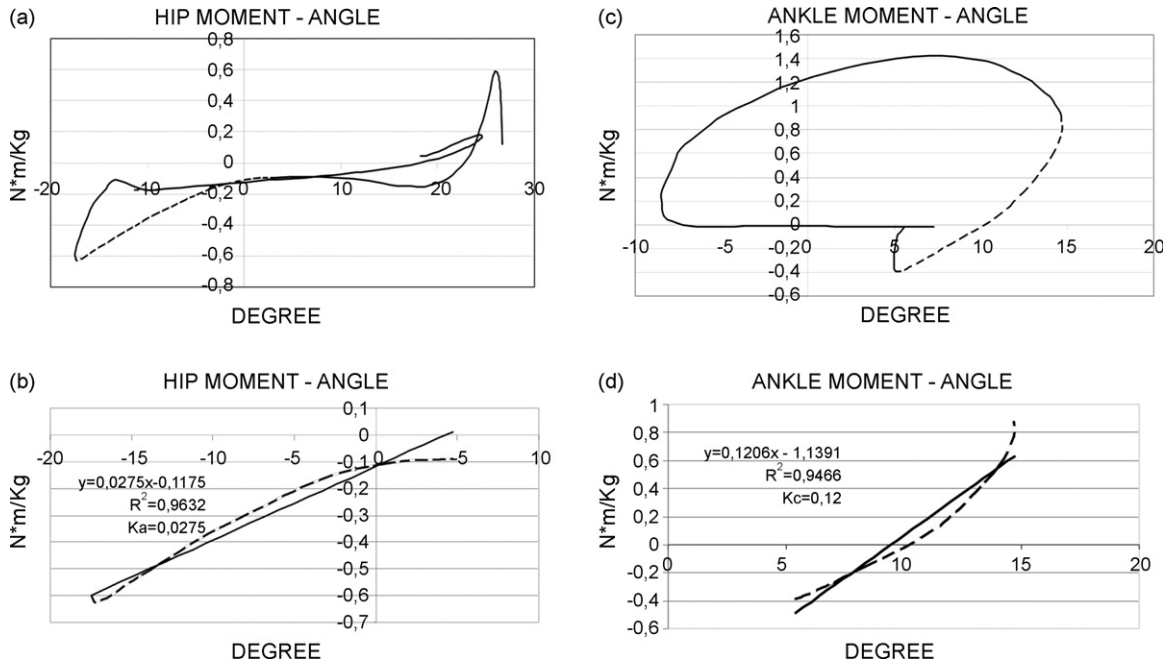 (a)
HIP MOMENT - ANGLE
0,8
0,6
0,4
0,2
0
-20
-10
0
10
20
30
-0,2
-0,4
-0,6
-0,8
N*m/Kg
DEGREE
(c)
ANKLE MOMENT - ANGLE
1,6
1,4
1,2
1
0,8
0,6
0,4
0,2
0
-10
-5
-0,20
5
10
15
20
-0,4
-0,6
N*m/Kg
DEGREE
(b)
HIP MOMENT - ANGLE
0,1
0
-20
-15
-10
-5
0
5
10
-0,1
-0,2
-0,3
-0,4
-0,5
-0,6
-0,7
y=0,0275x-0,1175
R²=0,9632
Ka=0,0275
N*m/Kg
DEGREE
(d)
ANKLE MOMENT - ANGLE
1
0,8
0,6
0,4
0,2
0
0
5
10
15
20
-0,2
-0,4
-0,6
y=0,1206x - 1,1391
R²=0,9466
Kc=0,12
N*m/Kg
DEGREE